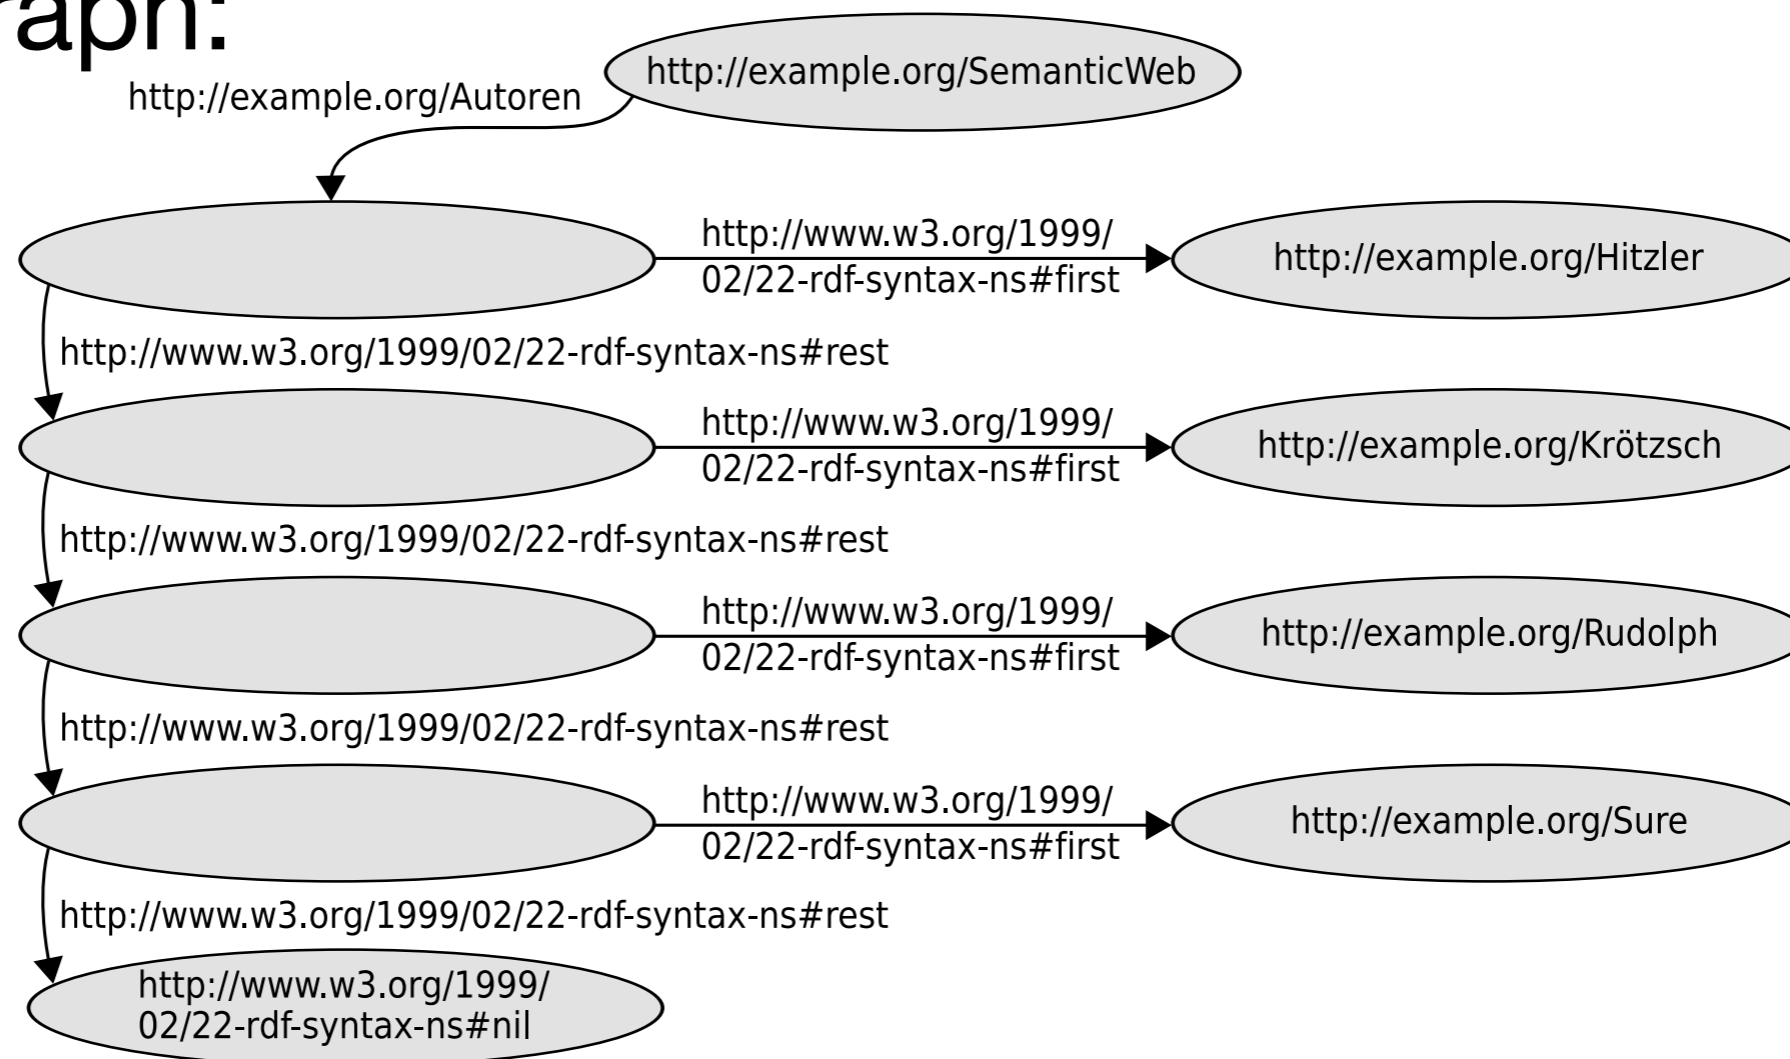 raph:
http://example.org/SemanticWeb
http://example.org/Autoren
http://www.w3.org/1999/
02/22-rdf-syntax-ns#first
http://example.org/Hitzler
http://www.w3.org/1999/02/22-rdf-syntax-ns#rest
http://www.w3.org/1999/
02/22-rdf-syntax-ns#first
http://example.org/Krötzsch
http://www.w3.org/1999/02/22-rdf-syntax-ns#rest
http://www.w3.org/1999/
02/22-rdf-syntax-ns#first
http://example.org/Rudolph
http://www.w3.org/1999/02/22-rdf-syntax-ns#rest
http://www.w3.org/1999/
02/22-rdf-syntax-ns#first
http://example.org/Sure
http://www.w3.org/1999/02/22-rdf-syntax-ns#rest
http://www.w3.org/1999/
02/22-rdf-syntax-ns#nil